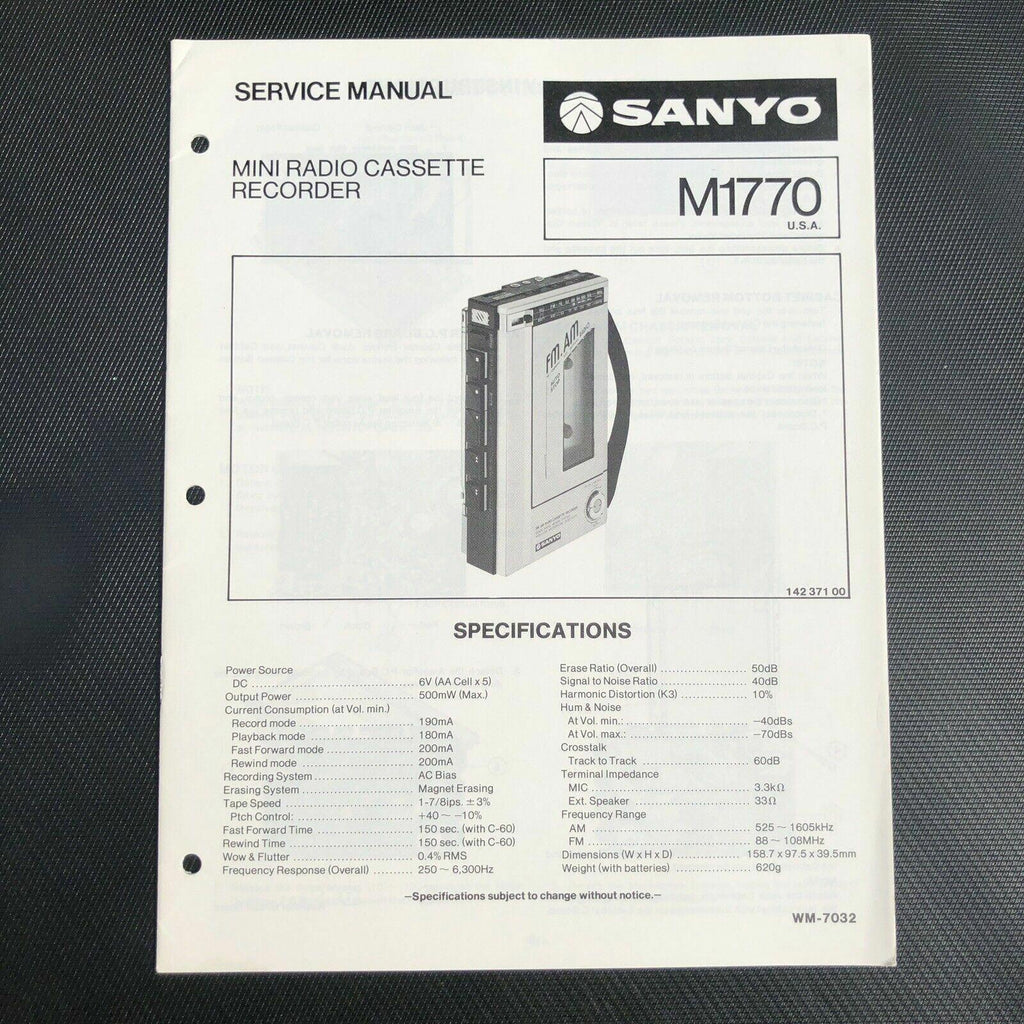 SERVICE MANUAL
SANYO
MINI RADIO CASSETTE
RECORDER
M1770
U.S.A.
FM.AM
SANYO
142 371 00
SPECIFICATIONS
Power Source
DC ........ 6V (AA Cell x 5)
Output Power ........ 500mW (Max.)
Current Consumption (at Vol. min.)
Record mode ........ 190mA
Playback mode ........ 180mA
Fast Forward mode ........ 200mA
Rewind mode ........ 200mA
Recording System ........ AC Bias
Erasing System ........ Magnet Erasing
Tape Speed ........ 1-7/8ips. ±3%
Ptch Control: ........ +40 ~ -10%
Fast Forward Time ........ 150 sec. (with C-60)
Rewind Time ........ 150 sec. (with C-60)
Wow & Flutter ........ 0.4% RMS
Frequency Response (Overall) ........ 250 ~ 6,300Hz
Erase Ratio (Overall) ........ 50dB
Signal to Noise Ratio ........ 40dB
Harmonic Distortion (K3) ........ 10%
Hum & Noise
At Vol. min.: ........ -40dBs
At Vol. max.: ........ -70dBs
Crosstalk
Track to Track ........ 60dB
Terminal Impedance
MIC ........ 3.3kΩ
Ext. Speaker ........ 33Ω
Frequency Range
AM ........ 525 ~ 1605kHz
FM ........ 88 ~ 108MHz
Dimensions (W x H x D) ........ 158.7 x 97.5 x 39.5mm
Weight (with batteries) ........ 620g
—Specifications subject to change without notice.—
WM-7032